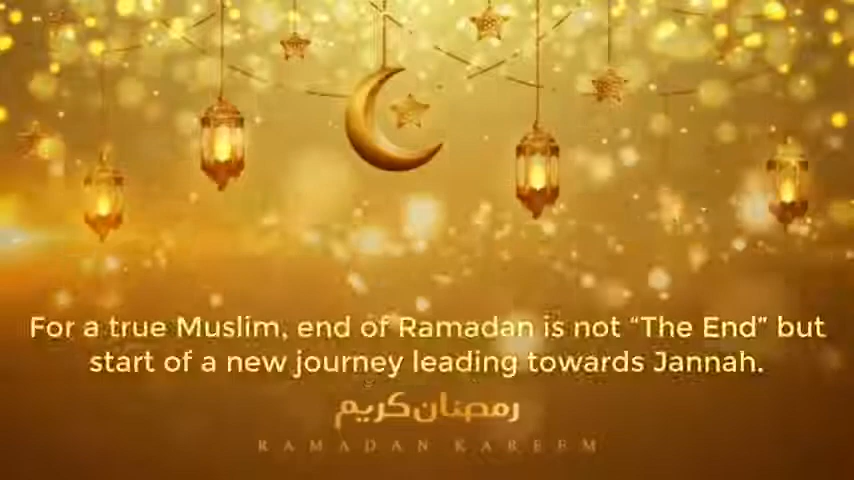 For a true Muslim, end of Ramadan is not “The End” but
start of a new journey leading towards Jannah.
رمضان كريم
RAMADAN KAREEM